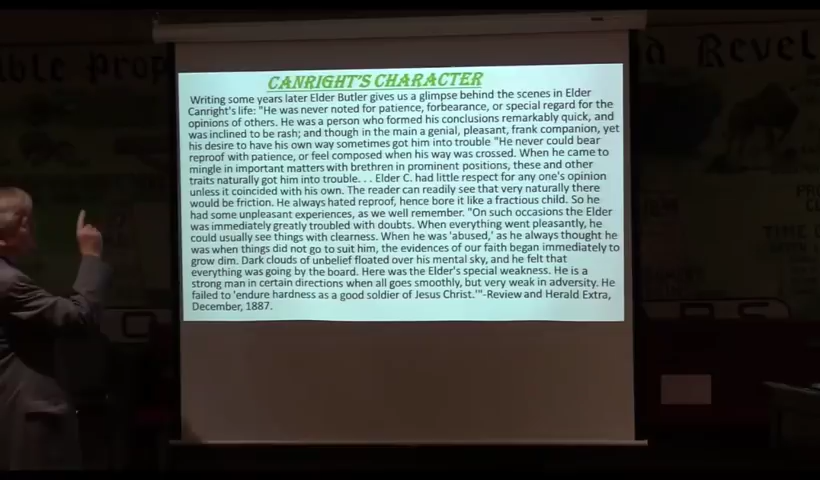 ible Prop
d Revel
CANRIGHT'S CHARACTER
Writing some years later Elder Butler gives us a glimpse behind the scenes in Elder
Canright's life: "He was never noted for patience, forbearance, or special regard for the
opinions of others. He was a person who formed his conclusions remarkably quick, and
was inclined to be rash; and though in the main a genial, pleasant, frank companion, yet
his desire to have his own way sometimes got him into trouble "He never could bear
reproof with patience, or feel composed when his way was crossed. When he came to
mingle in important matters with brethren in prominent positions, these and other
traits naturally got him into trouble. . . Elder C. had little respect for any one's opinion
unless it coincided with his own. The reader can readily see that very naturally there
would be friction. He always hated reproof, hence bore it like a fractious child. So he
had some unpleasant experiences, as we well remember. "On such occasions the Elder
was immediately greatly troubled with doubts. When everything went pleasantly, he
could usually see things with clearness. When he was 'abused,' as he always thought he
was when things did not go to suit him, the evidences of our faith began immediately to
grow dim. Dark clouds of unbelief floated over his mental sky, and he felt that
everything was going by the board. Here was the Elder's special weakness. He is a
strong man in certain directions when all goes smoothly, but very weak in adversity. He
failed to 'endure hardness as a good soldier of Jesus Christ.'"-Review and Herald Extra,
December, 1887.